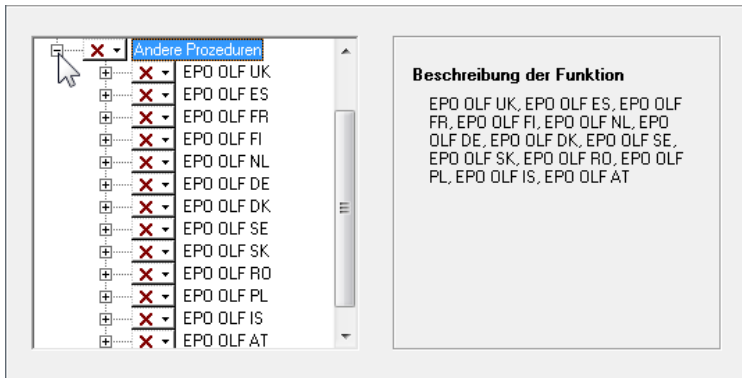 Andere Prozeduren
EPO OLF UK
EPO OLF ES
EPO OLF FR
EPO OLF FI
EPO OLF NL
EPO OLF DE
EPO OLF DK
EPO OLF SE
EPO OLF SK
EPO OLF RO
EPO OLF PL
EPO OLF IS
EPO OLF AT
Beschreibung der Funktion
EPO OLF UK, EPO OLF ES, EPO OLF
FR, EPO OLF FI, EPO OLF NL, EPO
OLF DE, EPO OLF DK, EPO OLF SE,
EPO OLF SK, EPO OLF RO, EPO OLF
PL, EPO OLF IS, EPO OLF AT